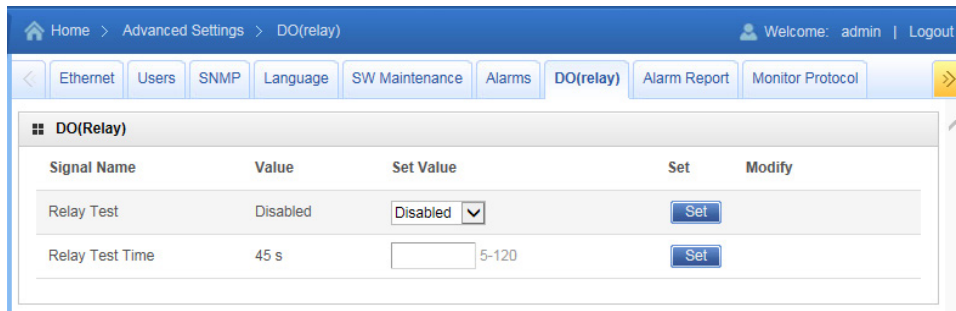 Home > Advanced Settings > DO(relay) Welcome: admin | Logout
Ethernet Users SNMP Language SW Maintenance Alarms DO(relay) Alarm Report Monitor Protocol
DO(Relay)
Signal Name Value Set Value Set Modify
Relay Test Disabled Disabled Set
Relay Test Time 45 s 5-120 Set